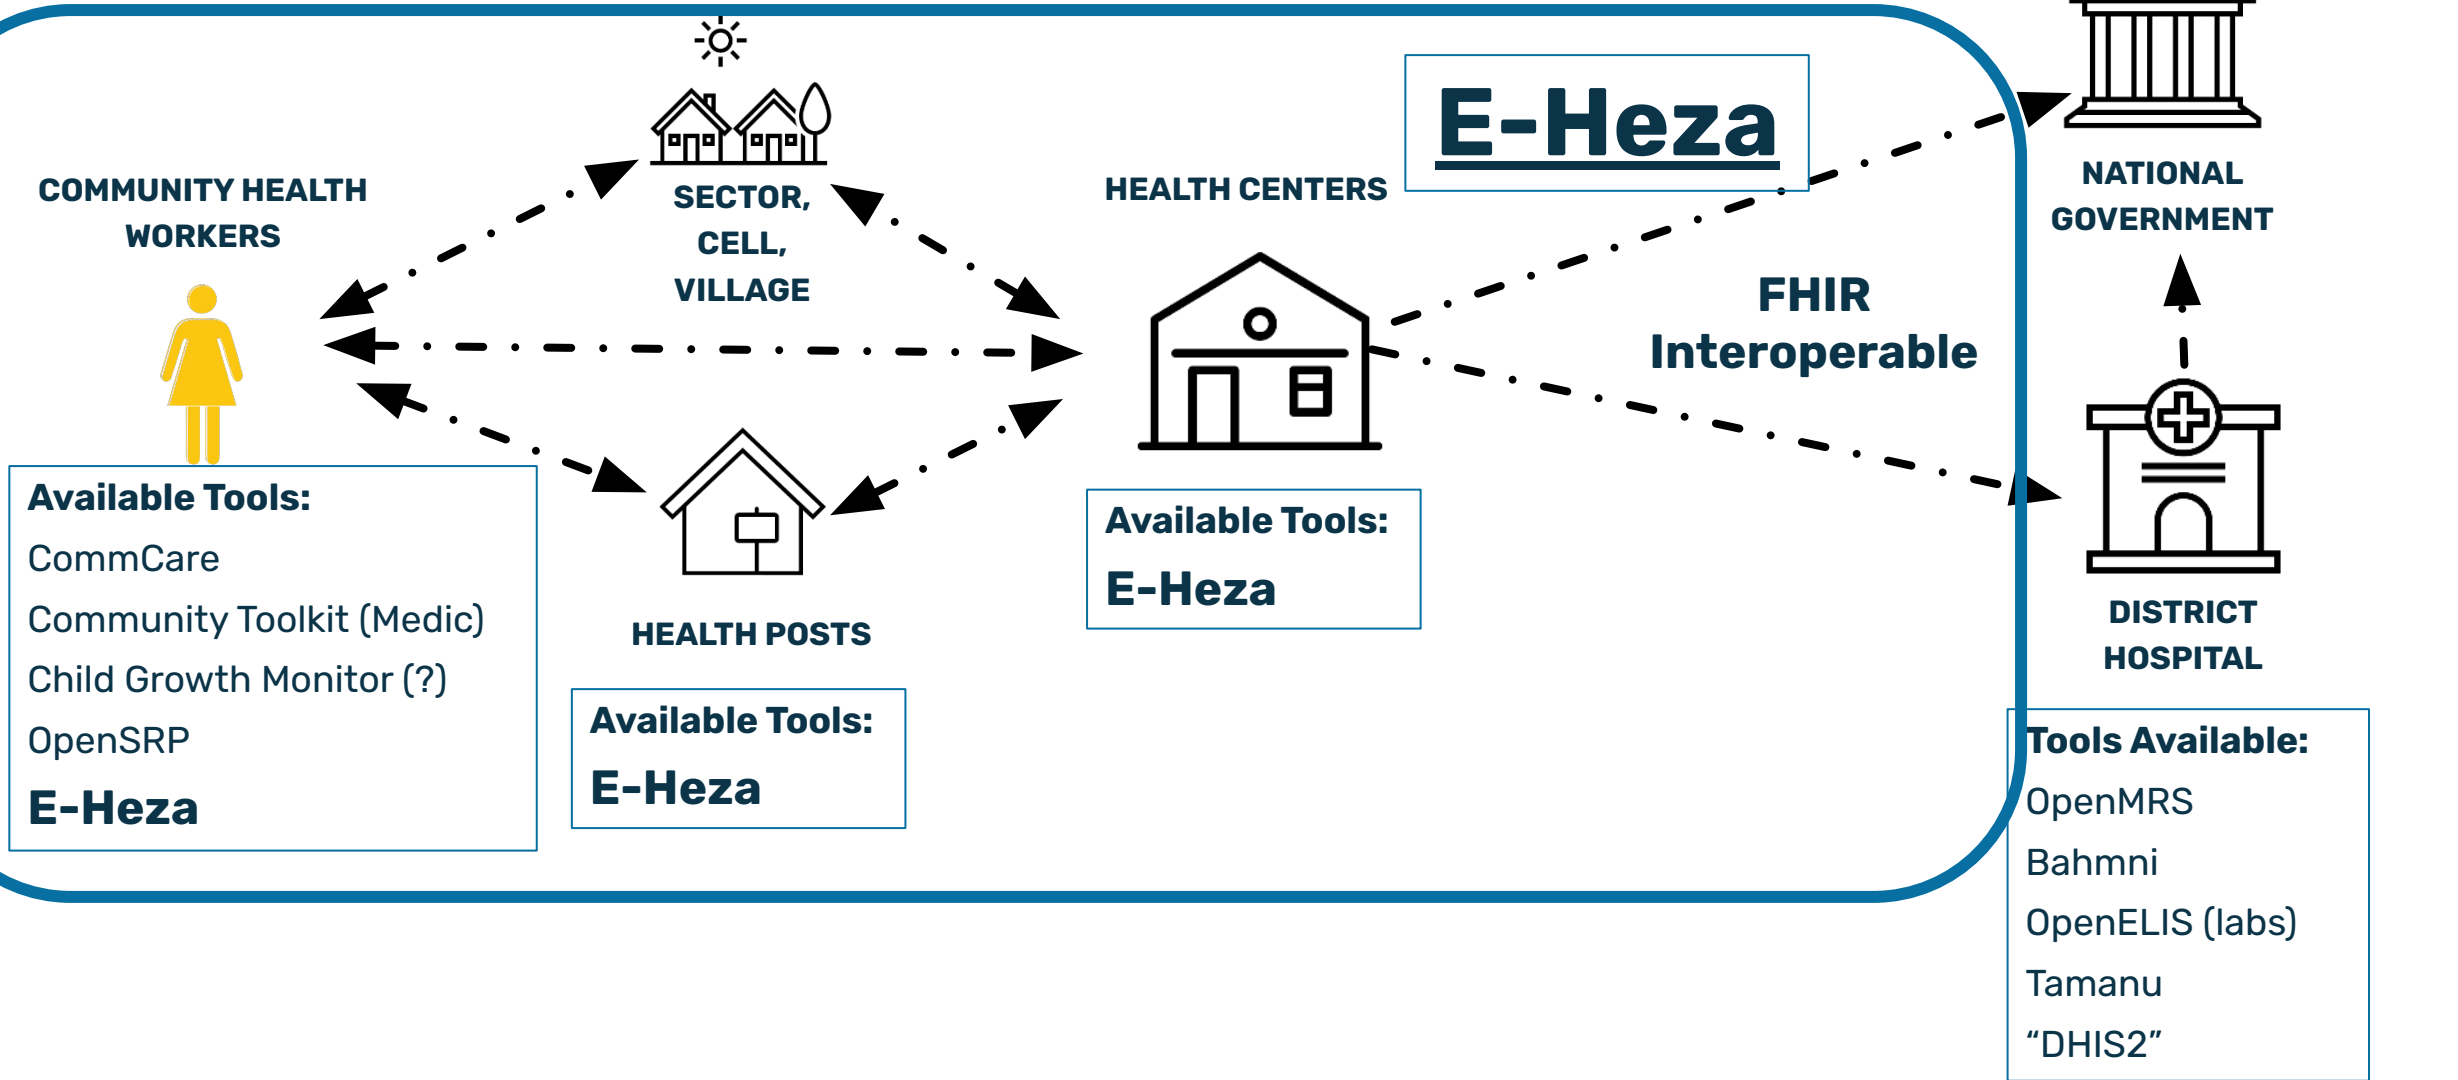 COMMUNITY HEALTH
WORKERS
Available Tools:
CommCare
Community Toolkit (Medic)
Child Growth Monitor (?)
OpenSRP
E-Heza
SECTOR,
CELL,
VILLAGE
HEALTH POSTS
Available Tools:
E-Heza
HEALTH CENTERS
Available Tools:
E-Heza
E-Heza
FHIR
Interoperable
NATIONAL
GOVERNMENT
DISTRICT
HOSPITAL
Tools Available:
OpenMRS
Bahmni
OpenELIS (labs)
Tamanu
“DHIS2”